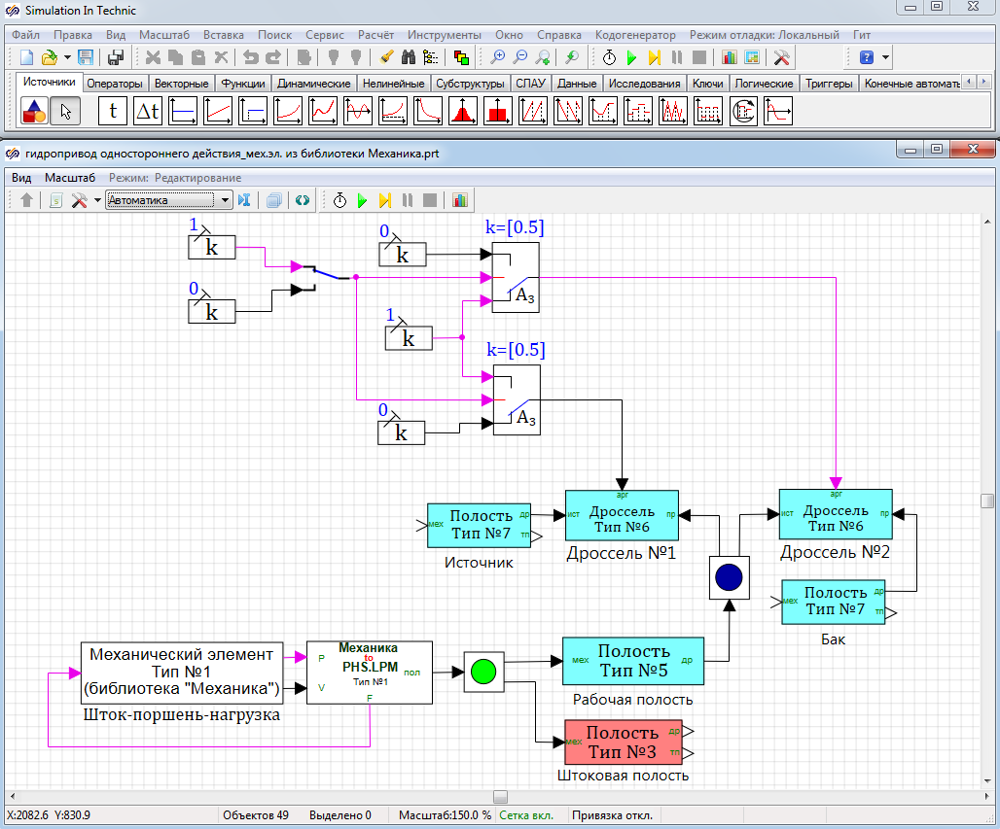 Simulation In Technic
Файл Правка Вид Масштаб Вставка Поиск Сервис Расчёт Инструменты Окно Справка Кодогенератор Режим отладки: Локальный Гит
Источники Операторы Векторные Функции Динамические Нелинейные Субструктуры СЛАУ Данные Исследования Ключи Логические Триггеры Конечные автомать
t Δt
гидропривод одностороннего действия_мех.эл. из библиотеки Механика.prt
Вид Масштаб Режим: Редактирование
Автоматика
1
k
0
k
0
k
k=[0.5]
A3
1
k
k=[0.5]
A3
0
k
мех
Полость
Тип №7
др
тп
Источник
арг
ист
Дроссель
Тип №6
пр
Дроссель №1
арг
ист
Дроссель
Тип №6
пр
Дроссель №2
мех
Полость
Тип №7
др
тп
Бак
Механический элемент
Тип №1
(библиотека "Механика")
Шток-поршень-нагрузка
Механика
to
PHS.LPM
Тип №1
P
V
F
пол
мех
Полость
Тип №5
др
Рабочая полость
мех
Полость
Тип №3
др
тп
Штоковая полость
X:2082.6 Y:830.9 Объектов 49 Выделено 0 Масштаб:150.0 % Сетка вкл. Привязка откл.